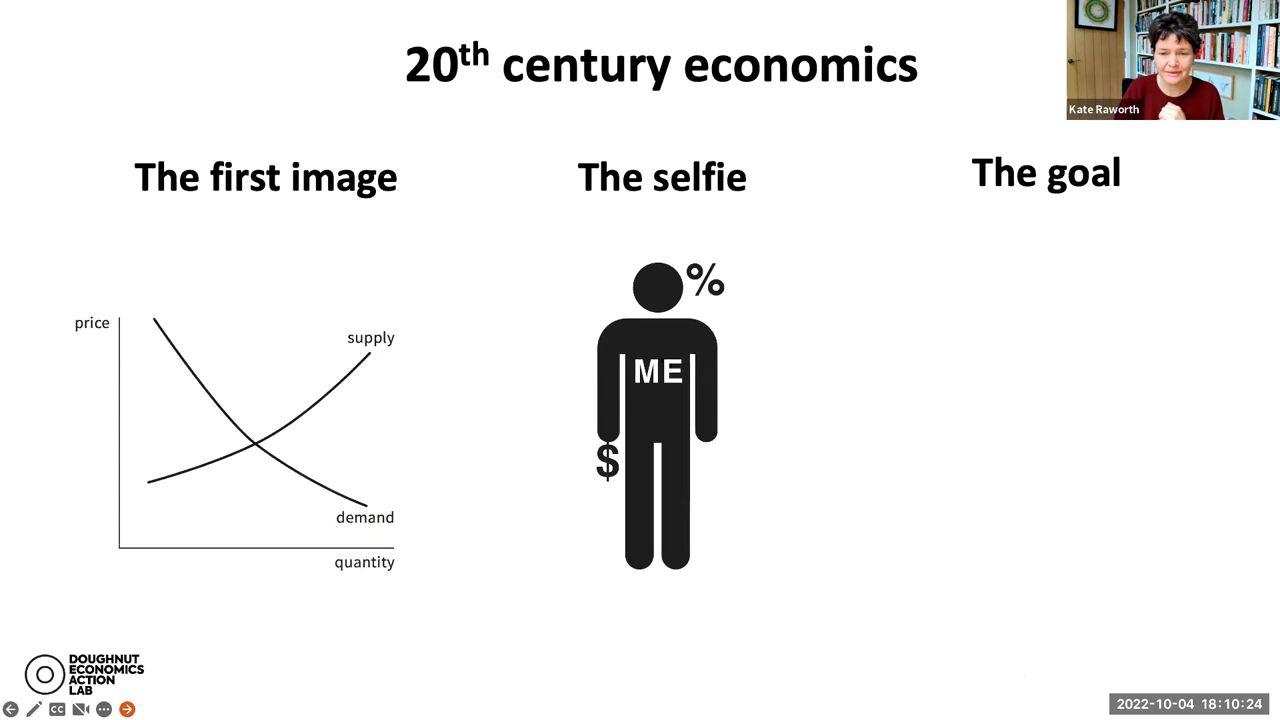 20th century economics
Kate Raworth
The first image
The selfie
The goal
price
supply
demand
quantity
%
ME
$
DOUGHNUT
ECONOMICS
ACTION
LAB
CC
2022-10-04 18:10:24